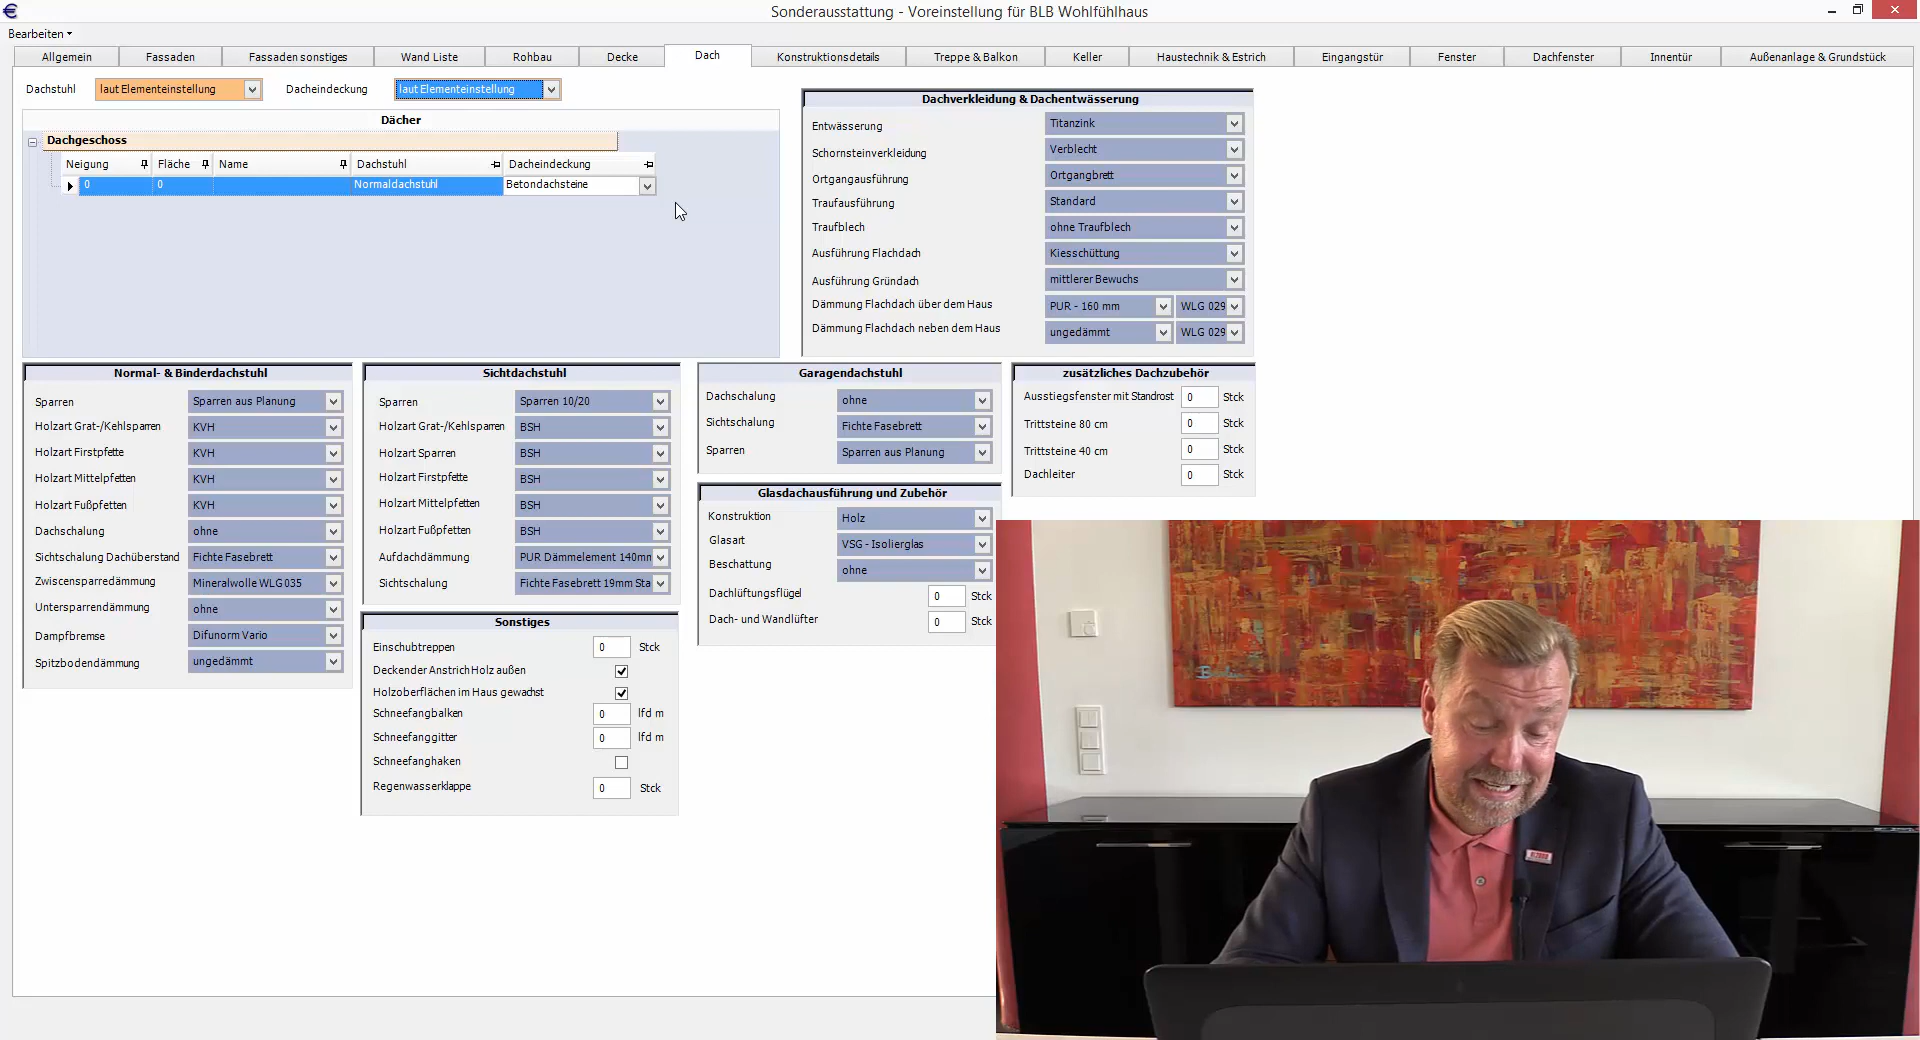 Sonderausstattung - Voreinstellung für BLB Wohlfühlhaus
Bearbeiten
Allgemein
Fassaden
Fassaden sonstiges
Wand Liste
Rohbau
Decke
Dach
Konstruktionsdetails
Treppe & Balkon
Keller
Haustechnik & Estrich
Eingangstür
Fenster
Dachfenster
Innentür
Außenanlage & Grundstück
Dachstuhl laut Elementeinstellung Dacheindeckung laut Elementeinstellung
Dächer
Dachgeschoss
Neigung Fläche Name Dachstuhl Dacheindeckung
0 0 Normaldachstuhl Betondachsteine
Dachverkleidung & Dachentwässerung
Entwässerung Titanzink
Schornsteinverkleidung Verblecht
Ortgangausführung Ortgangbrett
Traufausführung Standard
Traufblech ohne Traufblech
Ausführung Flachdach Kiesschüttung
Ausführung Gründach mittlerer Bewuchs
Dämmung Flachdach über dem Haus PUR - 160 mm WLG 029
Dämmung Flachdach neben dem Haus ungedämmt WLG 029
Normal- & Binderdachstuhl
Sparren Sparren aus Planung
Holzart Grat-/Kehlsparren KVH
Holzart Firstpfette KVH
Holzart Mittelpfetten KVH
Holzart Fußpfetten KVH
Dachschalung ohne
Sichtschalung Dachüberstand Fichte Fasebrett
Zwiscensparredämmung Mineralwolle WLG 035
Untersparrendämmung ohne
Dampfbremse Difunorm Vario
Spitzbodendämmung ungedämmt
Sichtdachstuhl
Sparren Sparren 10/20
Holzart Grat-/Kehlsparren BSH
Holzart Sparren BSH
Holzart Firstpfette BSH
Holzart Mittelpfetten BSH
Holzart Fußpfetten BSH
Aufdachdämmung PUR Dämmelement 140mm
Sichtschalung Fichte Fasebrett 19mm Sta
Sonstiges
Einschubtreppen 0 Stck
Deckender Anstrich Holz außen
Holzoberflächen im Haus gewachst
Schneefangbalken 0 lfd m
Schneefanggitter 0 lfd m
Schneefanghaken
Regenwasserklappe 0 Stck
Garagendachstuhl
Dachschalung ohne
Sichtschalung Fichte Fasebrett
Sparren Sparren aus Planung
Glasdachausführung und Zubehör
Konstruktion Holz
Glasart VSG - Isolierglas
Beschattung ohne
Dachlüftungsflügel 0 Stck
Dach- und Wandlüfter 0 Stck
zusätzliches Dachzubehör
Ausstiegsfenster mit Standrost 0 Stck
Trittsteine 80 cm 0 Stck
Trittsteine 40 cm 0 Stck
Dachleiter 0 Stck